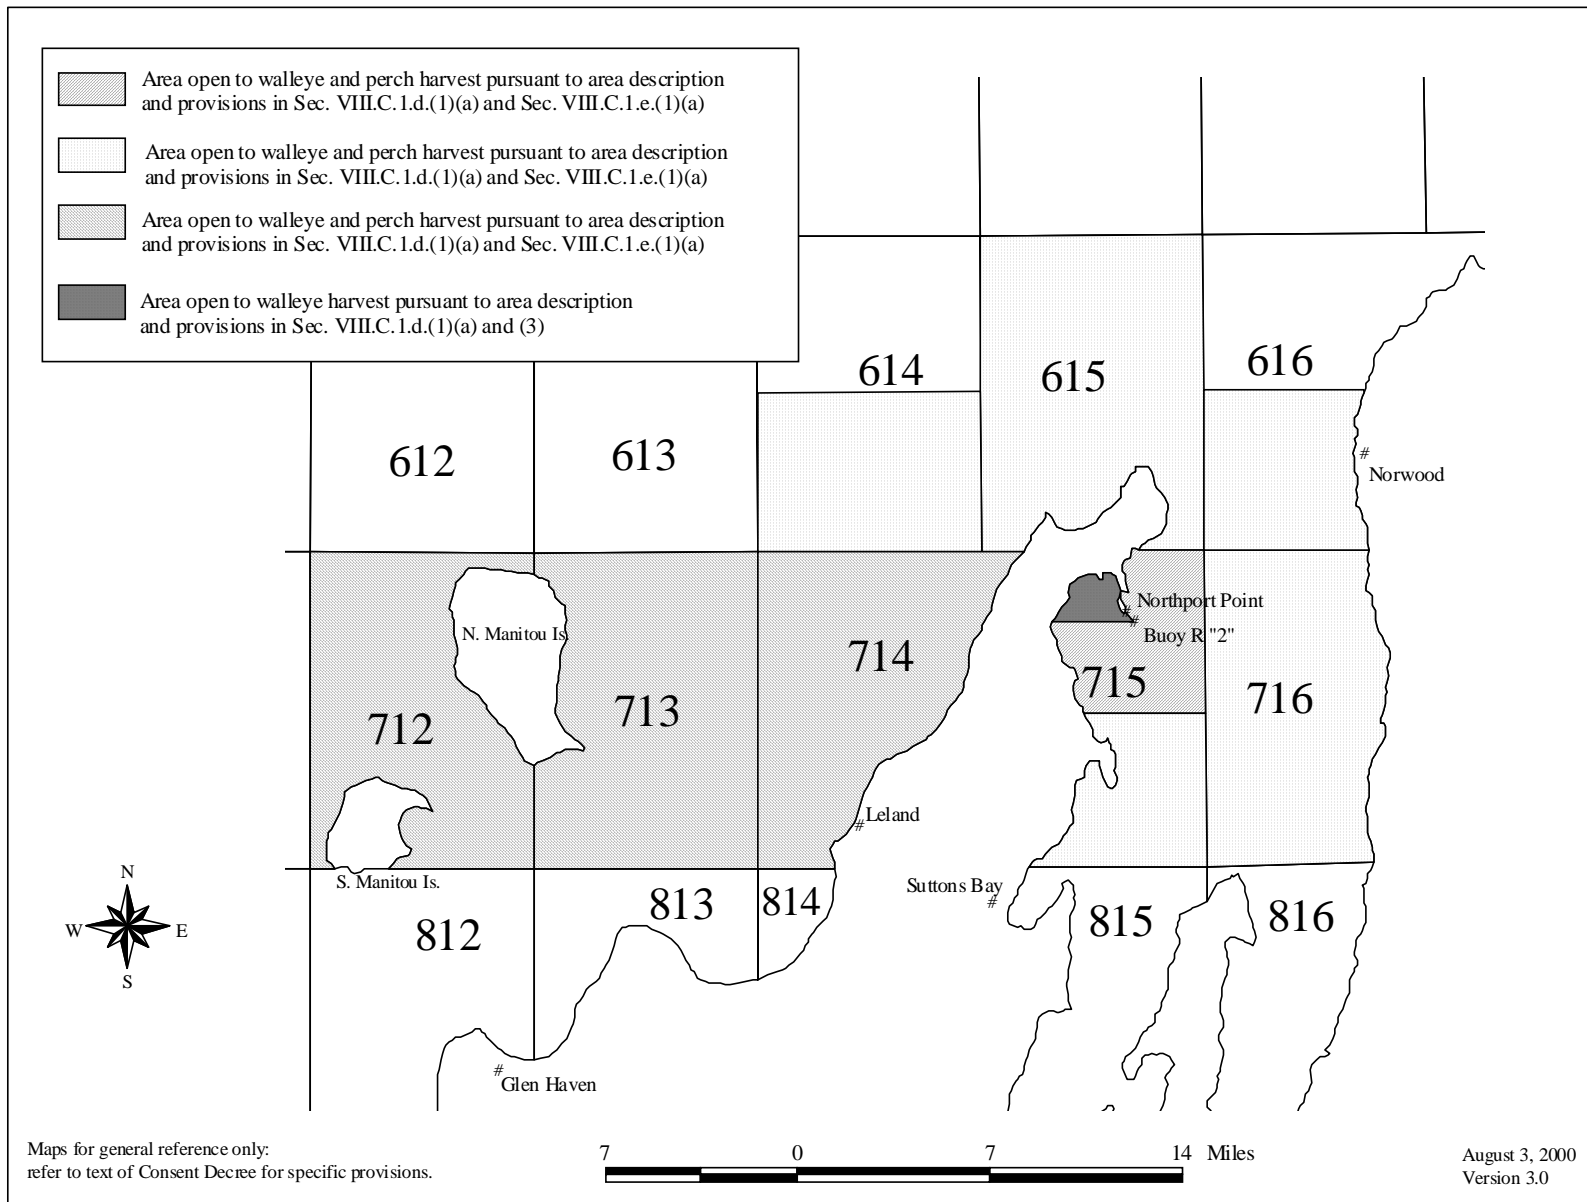 Area open to walleye and perch harvest pursuant to area description
and provisions in Sec. VIII.C.1.d.(1)(a) and Sec. VIII.C.1.e.(1)(a)
Area open to walleye and perch harvest pursuant to area description
and provisions in Sec. VIII.C.1.d.(1)(a) and Sec. VIII.C.1.e.(1)(a)
Area open to walleye and perch harvest pursuant to area description
and provisions in Sec. VIII.C.1.d.(1)(a) and Sec. VIII.C.1.e.(1)(a)
Area open to walleye harvest pursuant to area description
and provisions in Sec. VIII.C.1.d.(1)(a) and (3)
614
615
616
612
613
#
Norwood
N. Manitou Is.
# Northport Point
#
Buoy R "2"
712
713
714
715
716
# Leland
S. Manitou Is.
Suttons Bay
#
812
813
814
815
816
N
W
E
S
#
Glen Haven
Maps for general reference only:
refer to text of Consent Decree for specific provisions.
7 0 7 14 Miles
August 3, 2000
Version 3.0